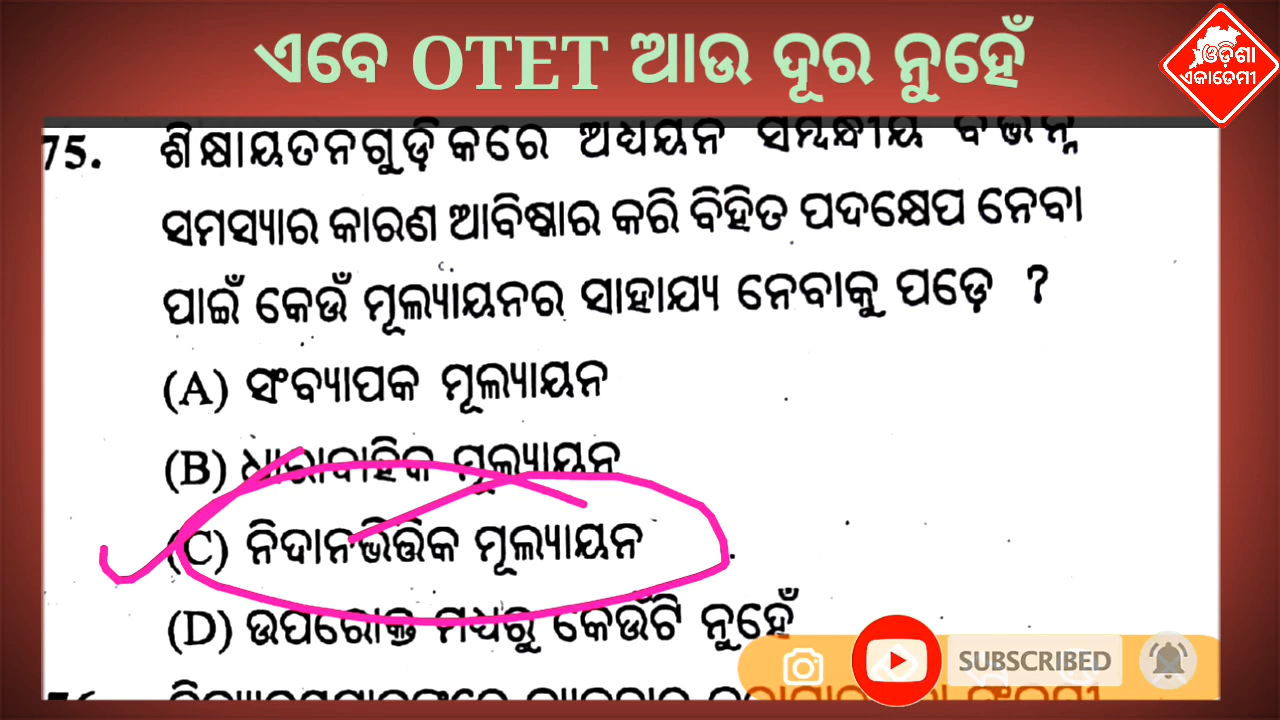 ଏବେ OTET ଆଉ ଦୂର ନୁହେଁ
ଓଡ଼ିଶା
ଏକାଡେମୀ
75. ଶିକ୍ଷାୟତନଗୁଡ଼ିକରେ ଅଧ୍ୟୟନ ସମ୍ବନ୍ଧୀୟ ବିଭିନ୍ନ
ସମସ୍ୟାର କାରଣ ଆବିଷ୍କାର କରି ବିହିତ ପଦକ୍ଷେପ ନେବା
ପାଇଁ କେଉଁ ମୂଲ୍ୟାୟନର ସାହାଯ୍ୟ ନେବାକୁ ପଡ଼େ ?
(A) ସଂବ୍ୟାପକ ମୂଲ୍ୟାୟନ
(B) ଧାରାବାହିକ ମୂଲ୍ୟାୟନ
(C) ନିଦାନଭିତ୍ତିକ ମୂଲ୍ୟାୟନ
(D) ଉପରୋକ୍ତ ମଧ୍ୟରୁ କେଉଁଟି ନୁହେଁ
SUBSCRIBED